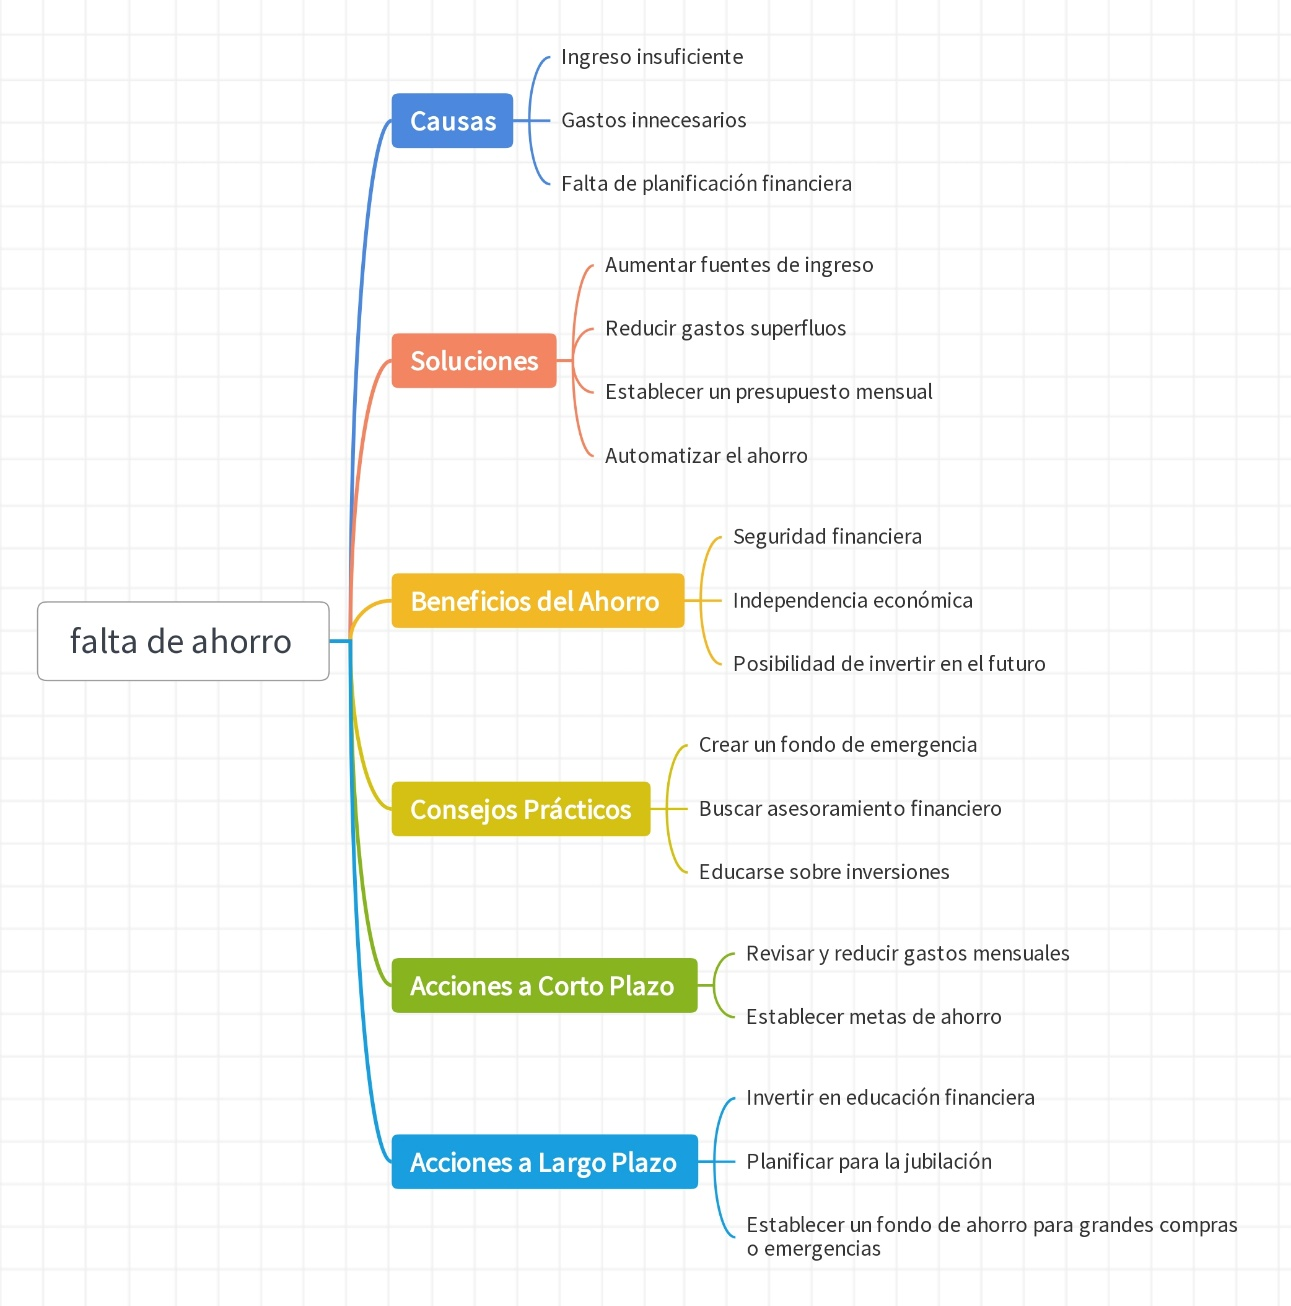 falta de ahorro
Causas
Ingreso insuficiente
Gastos innecesarios
Falta de planificación financiera
Soluciones
Aumentar fuentes de ingreso
Reducir gastos superfluos
Establecer un presupuesto mensual
Automatizar el ahorro
Beneficios del Ahorro
Seguridad financiera
Independencia económica
Posibilidad de invertir en el futuro
Consejos Prácticos
Crear un fondo de emergencia
Buscar asesoramiento financiero
Educarse sobre inversiones
Acciones a Corto Plazo
Revisar y reducir gastos mensuales
Establecer metas de ahorro
Acciones a Largo Plazo
Invertir en educación financiera
Planificar para la jubilación
Establecer un fondo de ahorro para grandes compras
o emergencias